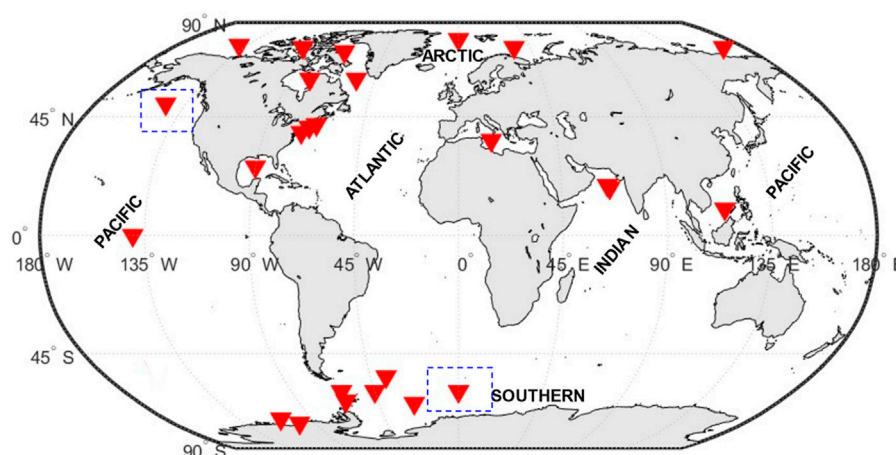 90° N
ARCTIC
45° N
ATLANTIC
PACIFIC
PACIFIC
INDIAN
0°
180° W
135° W
90° W
45° W
0°
45° E
90° E
135° E
180°
45° S
SOUTHERN
90° S